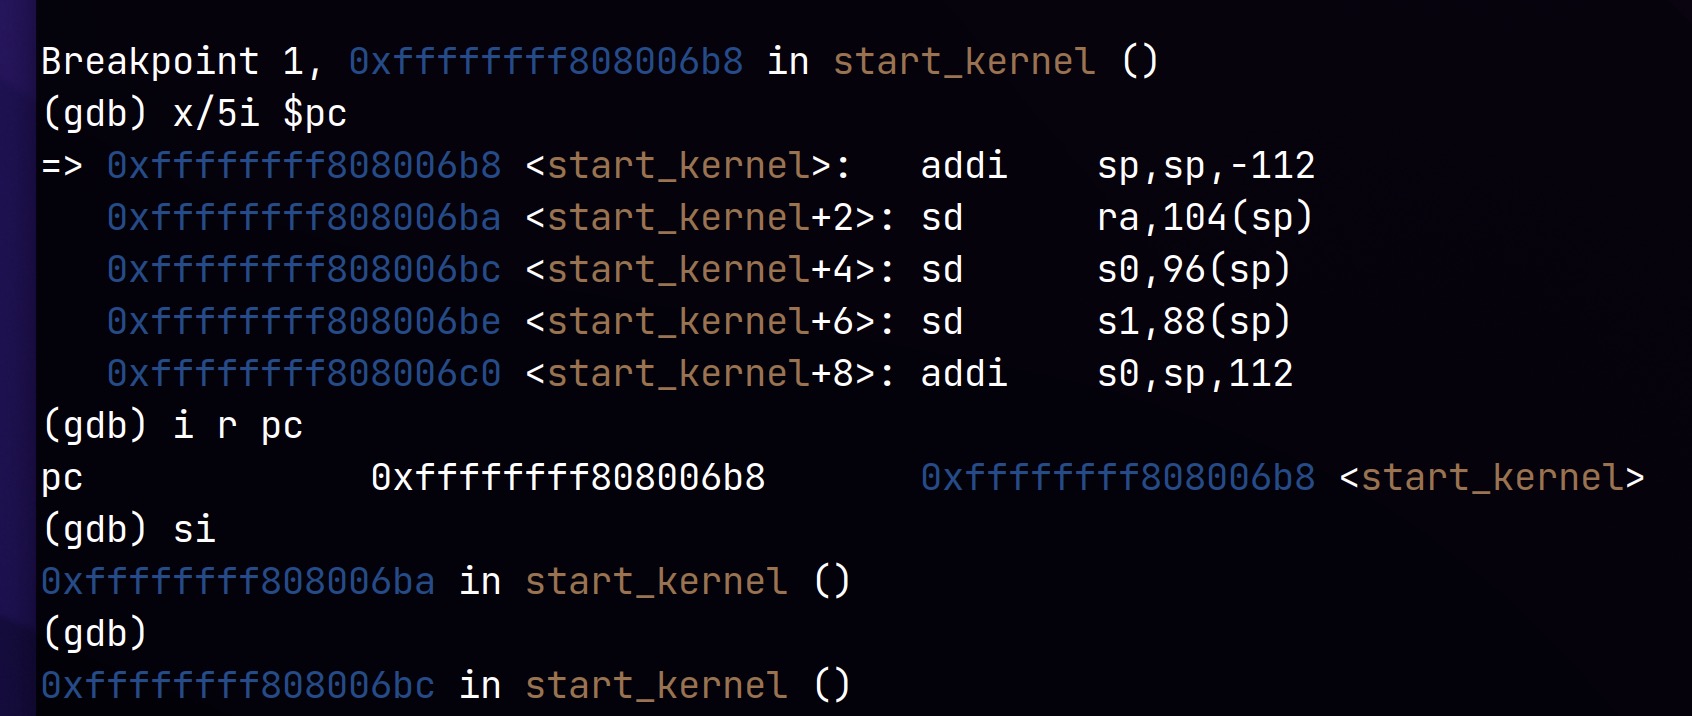 Breakpoint 1, 0xffffffff808006b8 in start_kernel ()
(gdb) x/5i $pc
=> 0xffffffff808006b8 <start_kernel>:   addi    sp,sp,-112
   0xffffffff808006ba <start_kernel+2>: sd      ra,104(sp)
   0xffffffff808006bc <start_kernel+4>: sd      s0,96(sp)
   0xffffffff808006be <start_kernel+6>: sd      s1,88(sp)
   0xffffffff808006c0 <start_kernel+8>: addi    s0,sp,112
(gdb) i r pc
pc             0xffffffff808006b8       0xffffffff808006b8 <start_kernel>
(gdb) si
0xffffffff808006ba in start_kernel ()
(gdb)
0xffffffff808006bc in start_kernel ()